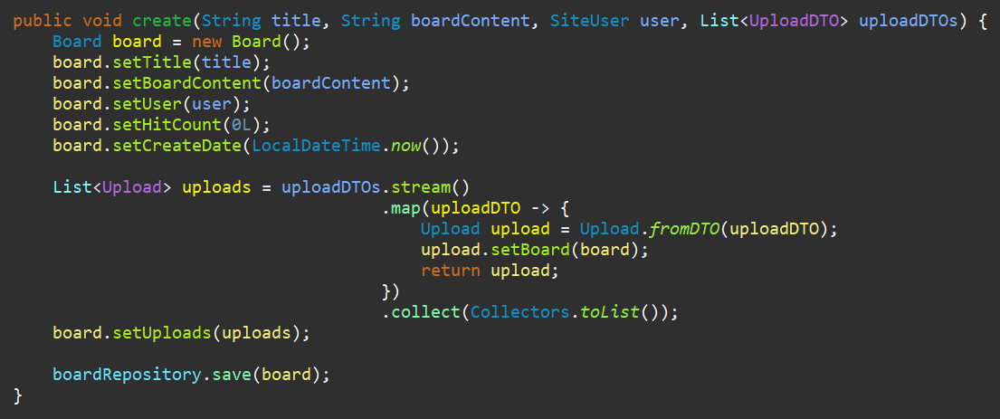 public void create(String title, String boardContent, SiteUser user, List<UploadDTO> uploadDTOs) {
    Board board = new Board();
    board.setTitle(title);
    board.setBoardContent(boardContent);
    board.setUser(user);
    board.setHitCount(0L);
    board.setCreateDate(LocalDateTime.now());

    List<Upload> uploads = uploadDTOs.stream()
                                     .map(uploadDTO -> {
                                         Upload upload = Upload.fromDTO(uploadDTO);
                                         upload.setBoard(board);
                                         return upload;
                                     })
                                     .collect(Collectors.toList());
    board.setUploads(uploads);

    boardRepository.save(board);
}